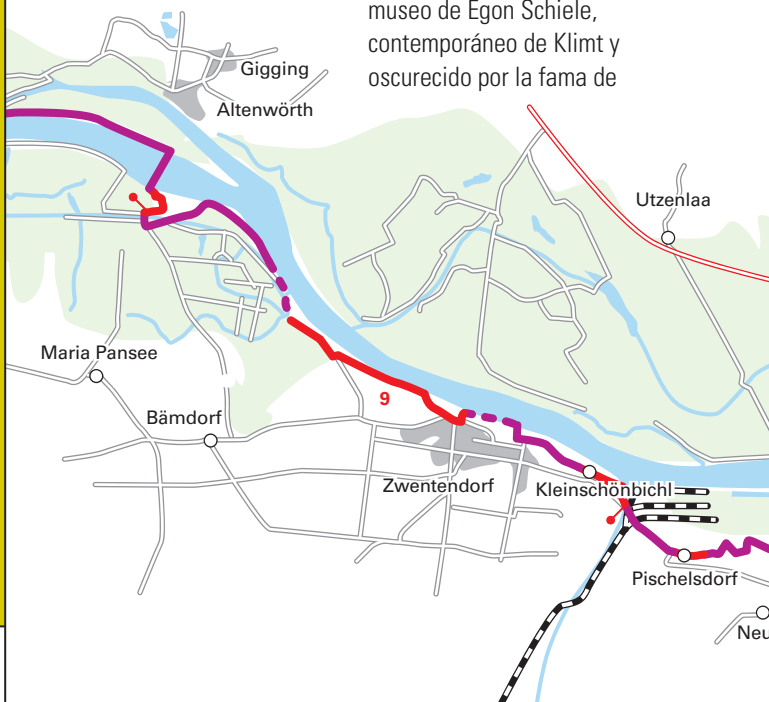 museo de Egon Schiele,
contemporáneo de Klimt y
oscurecido por la fama de
Gigging
Altenwörth
Utzenlaa
Maria Pansee
9
Bämdorf
Zwentendorf
Kleinschönbichl
Pischelsdorf
Neu